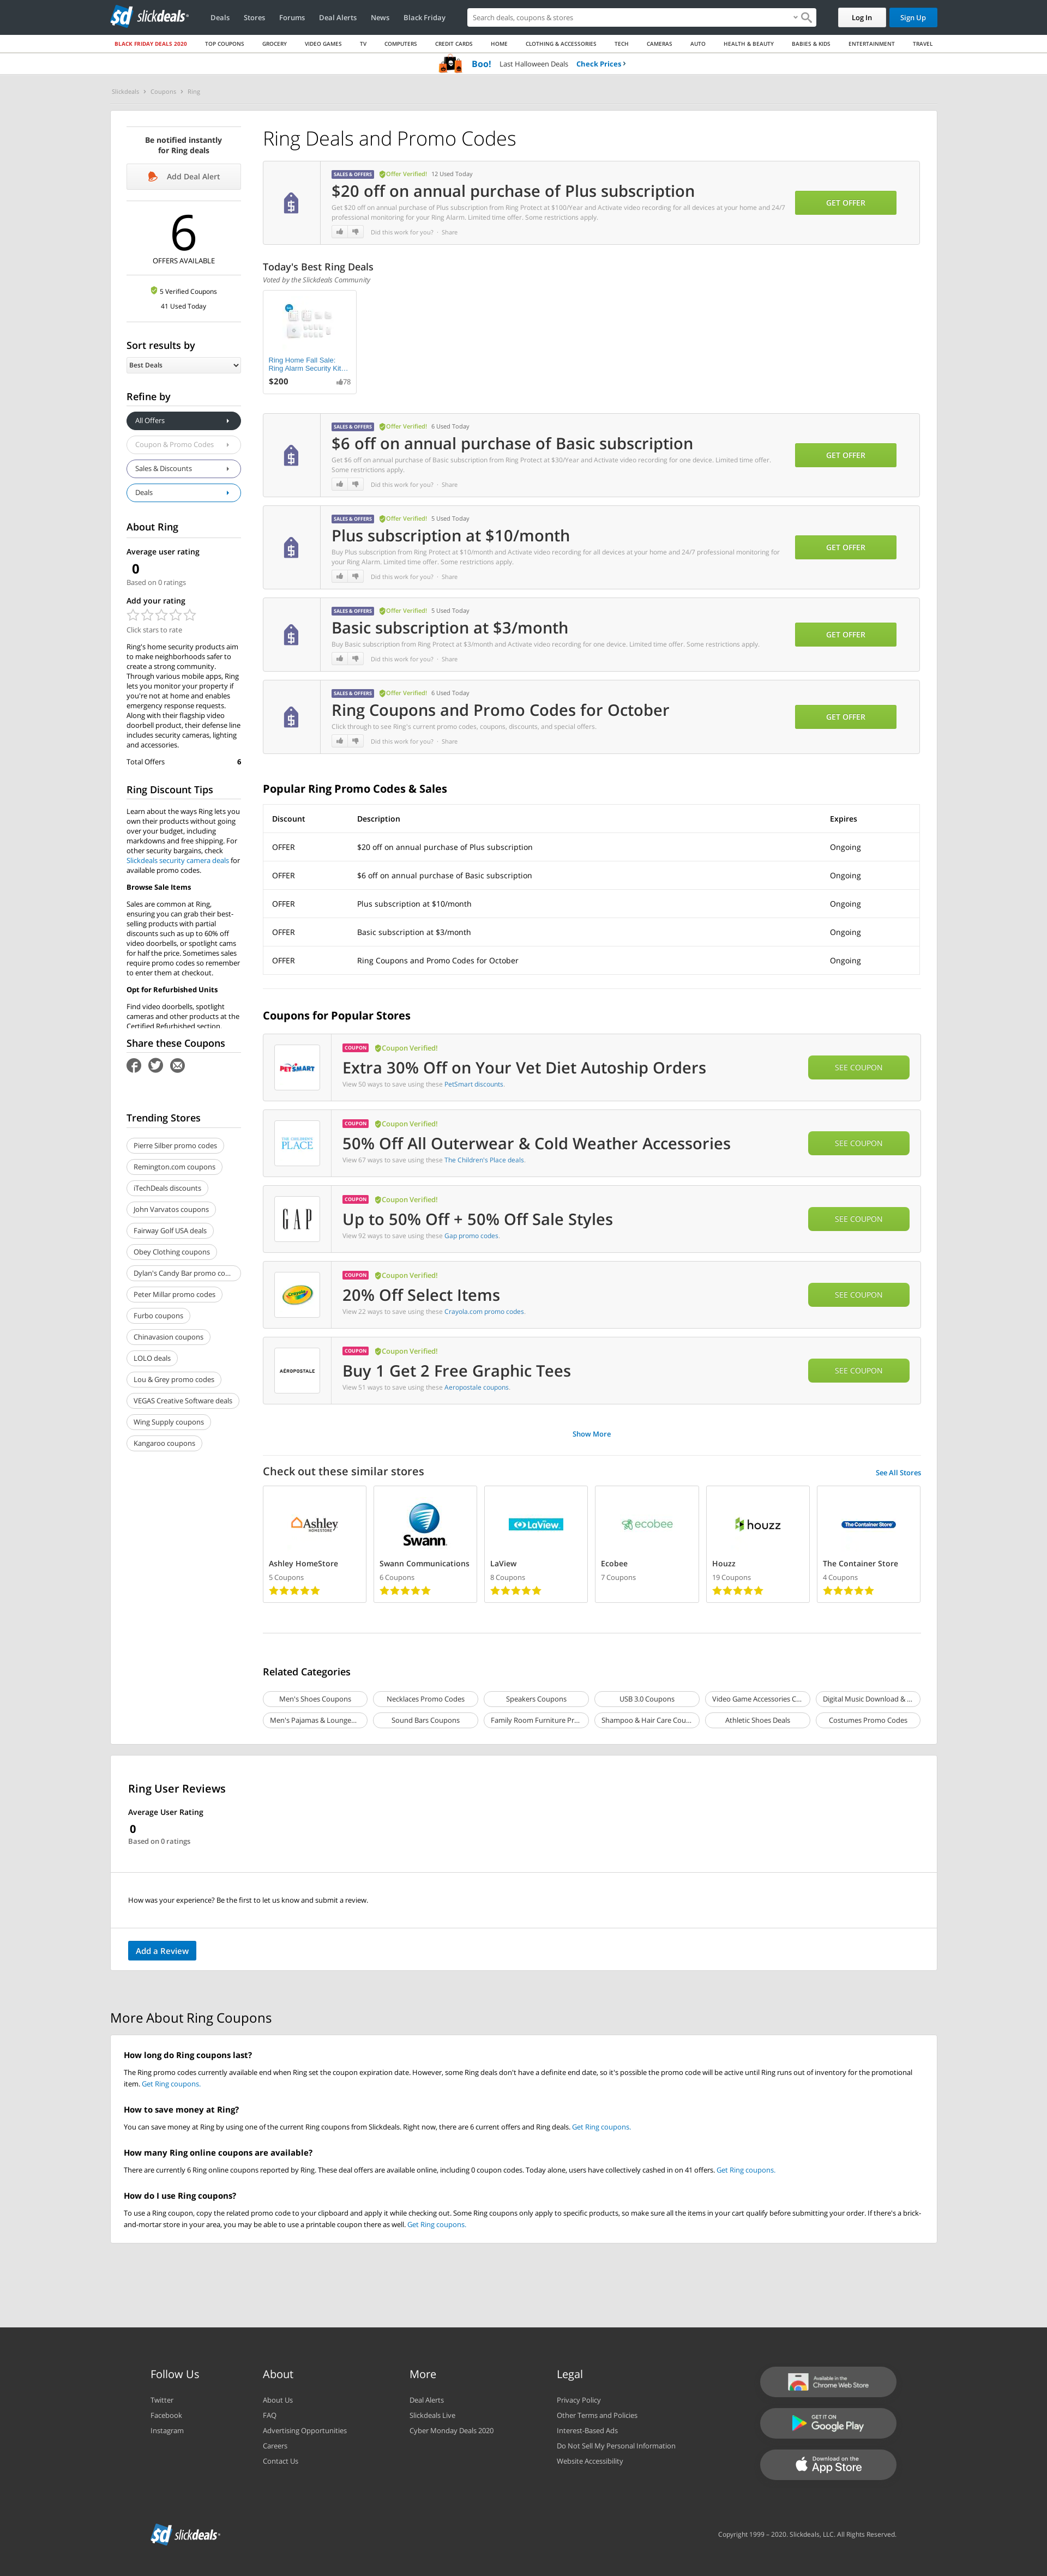 sd slickdeals
Deals Stores Forums Deal Alerts News Black Friday
Search deals, coupons & stores
Log In
Sign Up
BLACK FRIDAY DEALS 2020 TOP COUPONS GROCERY VIDEO GAMES TV COMPUTERS CREDIT CARDS HOME CLOTHING & ACCESSORIES TECH CAMERAS AUTO HEALTH & BEAUTY BABIES & KIDS ENTERTAINMENT TRAVEL
Boo! Last Halloween Deals Check Prices
Slickdeals Coupons Ring
Be notified instantly
for Ring deals
Add Deal Alert
6
OFFERS AVAILABLE
5 Verified Coupons
41 Used Today
Sort results by
Best Deals
Refine by
All Offers
Coupon & Promo Codes
Sales & Discounts
Deals
About Ring
Average user rating
0
Based on 0 ratings
Add your rating
Click stars to rate
Ring's home security products aim
to make neighborhoods safer to
create a strong community.
Through various mobile apps, Ring
lets you monitor your property if
you're not at home and enables
emergency response requests.
Along with their flagship video
doorbell product, their defense line
includes security cameras, lighting
and accessories.
Total Offers 6
Ring Discount Tips
Learn about the ways Ring lets you
own their products without going
over your budget, including
markdowns and free shipping. For
other security bargains, check
Slickdeals security camera deals for
available promo codes.
Browse Sale Items
Sales are common at Ring,
ensuring you can grab their best-
selling products with partial
discounts such as up to 60% off
video doorbells, or spotlight cams
for half the price. Sometimes sales
require promo codes so remember
to enter them at checkout.
Opt for Refurbished Units
Find video doorbells, spotlight
cameras and other products at the
Certified Refurbished section
Share these Coupons
Trending Stores
Pierre Silber promo codes
Remington.com coupons
iTechDeals discounts
John Varvatos coupons
Fairway Golf USA deals
Obey Clothing coupons
Dylan's Candy Bar promo co...
Peter Millar promo codes
Furbo coupons
Chinavasion coupons
LOLO deals
Lou & Grey promo codes
VEGAS Creative Software deals
Wing Supply coupons
Kangaroo coupons
Ring Deals and Promo Codes
SALES & OFFERS Offer Verified! 12 Used Today
$20 off on annual purchase of Plus subscription
Get $20 off on annual purchase of Plus subscription from Ring Protect at $100/Year and Activate video recording for all devices at your home and 24/7
professional monitoring for your Ring Alarm. Limited time offer. Some restrictions apply.
Did this work for you? · Share
GET OFFER
Today's Best Ring Deals
Voted by the Slickdeals Community
Ring Home Fall Sale:
Ring Alarm Security Kit...
$200 78
SALES & OFFERS Offer Verified! 6 Used Today
$6 off on annual purchase of Basic subscription
Get $6 off on annual purchase of Basic subscription from Ring Protect at $30/Year and Activate video recording for one device. Limited time offer.
Some restrictions apply.
Did this work for you? · Share
GET OFFER
SALES & OFFERS Offer Verified! 5 Used Today
Plus subscription at $10/month
Buy Plus subscription from Ring Protect at $10/month and Activate video recording for all devices at your home and 24/7 professional monitoring for
your Ring Alarm. Limited time offer. Some restrictions apply.
Did this work for you? · Share
GET OFFER
SALES & OFFERS Offer Verified! 5 Used Today
Basic subscription at $3/month
Buy Basic subscription from Ring Protect at $3/month and Activate video recording for one device. Limited time offer. Some restrictions apply.
Did this work for you? · Share
GET OFFER
SALES & OFFERS Offer Verified! 6 Used Today
Ring Coupons and Promo Codes for October
Click through to see Ring's current promo codes, coupons, discounts, and special offers.
Did this work for you? · Share
GET OFFER
Popular Ring Promo Codes & Sales
Discount Description Expires
OFFER $20 off on annual purchase of Plus subscription Ongoing
OFFER $6 off on annual purchase of Basic subscription Ongoing
OFFER Plus subscription at $10/month Ongoing
OFFER Basic subscription at $3/month Ongoing
OFFER Ring Coupons and Promo Codes for October Ongoing
Coupons for Popular Stores
PETSMART
COUPON Coupon Verified!
Extra 30% Off on Your Vet Diet Autoship Orders
View 50 ways to save using these PetSmart discounts.
SEE COUPON
THE CHILDREN'S PLACE
COUPON Coupon Verified!
50% Off All Outerwear & Cold Weather Accessories
View 67 ways to save using these The Children's Place deals.
SEE COUPON
GAP
COUPON Coupon Verified!
Up to 50% Off + 50% Off Sale Styles
View 92 ways to save using these Gap promo codes.
SEE COUPON
Crayola
COUPON Coupon Verified!
20% Off Select Items
View 22 ways to save using these Crayola.com promo codes.
SEE COUPON
AÉROPOSTALE
COUPON Coupon Verified!
Buy 1 Get 2 Free Graphic Tees
View 51 ways to save using these Aeropostale coupons.
SEE COUPON
Show More
Check out these similar stores
See All Stores
Ashley HOMESTORE
Swann
LaView
ecobee
houzz
The Container Store
Ashley HomeStore Swann Communications LaView Ecobee Houzz The Container Store
5 Coupons 6 Coupons 8 Coupons 7 Coupons 19 Coupons 4 Coupons
Related Categories
Men's Shoes Coupons Necklaces Promo Codes Speakers Coupons USB 3.0 Coupons Video Game Accessories C... Digital Music Download & ...
Men's Pajamas & Lounge... Sound Bars Coupons Family Room Furniture Pr... Shampoo & Hair Care Cou... Athletic Shoes Deals Costumes Promo Codes
Ring User Reviews
Average User Rating
0
Based on 0 ratings
How was your experience? Be the first to let us know and submit a review.
Add a Review
More About Ring Coupons
How long do Ring coupons last?
The Ring promo codes currently available end when Ring set the coupon expiration date. However, some Ring deals don't have a definite end date, so it's possible the promo code will be active until Ring runs out of inventory for the promotional
item. Get Ring coupons.
How to save money at Ring?
You can save money at Ring by using one of the current Ring coupons from Slickdeals. Right now, there are 6 current offers and Ring deals. Get Ring coupons.
How many Ring online coupons are available?
There are currently 6 Ring online coupons reported by Ring. These deal offers are available online, including 0 coupon codes. Today alone, users have collectively cashed in on 41 offers. Get Ring coupons.
How do I use Ring coupons?
To use a Ring coupon, copy the related promo code to your clipboard and apply it while checking out. Some Ring coupons only apply to specific products, so make sure all the items in your cart qualify before submitting your order. If there's a brick-
and-mortar store in your area, you may be able to use a printable coupon there as well. Get Ring coupons.
Follow Us
Twitter
Facebook
Instagram
About
About Us
FAQ
Advertising Opportunities
Careers
Contact Us
More
Deal Alerts
Slickdeals Live
Cyber Monday Deals 2020
Legal
Privacy Policy
Other Terms and Policies
Interest-Based Ads
Do Not Sell My Personal Information
Website Accessibility
Available in the
Chrome Web Store
GET IT ON
Google Play
Download on the
App Store
sd slickdeals
Copyright 1999 – 2020. Slickdeals, LLC. All Rights Reserved.